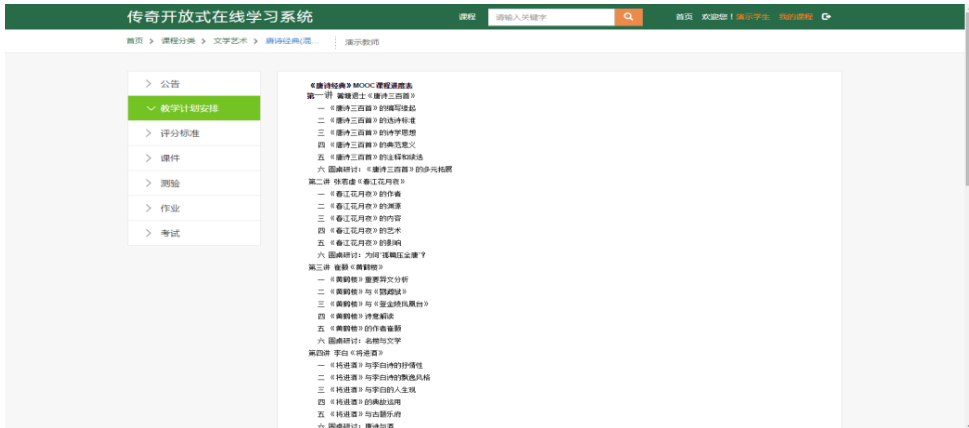 传奇开放式在线学习系统 课程 请输入关键字 首页 欢迎您！演示学生 我的课程
首页 > 课程分类 > 文字艺术 > 唐诗经典(混... 演示教师
公告
教学计划安排
评分标准
课件
测验
作业
考试
《唐诗经典》MOOC课程进度表
第一讲 蘅塘退士《唐诗三百首》
一 《唐诗三百首》的编写缘起
二 《唐诗三百首》的选诗标准
三 《唐诗三百首》的诗学思想
四 《唐诗三百首》的典范意义
五 《唐诗三百首》的注释和续选
六 圆桌研讨：《唐诗三百首》的多元拓展
第二讲 张若虚《春江花月夜》
一 《春江花月夜》的作者
二 《春江花月夜》的渊源
三 《春江花月夜》的内容
四 《春江花月夜》的艺术
五 《春江花月夜》的影响
六 圆桌研讨：为何“孤篇压全唐”？
第三讲 崔颢《黄鹤楼》
一 《黄鹤楼》重要异文分析
二 《黄鹤楼》与《鹦鹉赋》
三 《黄鹤楼》与《登金陵凤凰台》
四 《黄鹤楼》诗意解读
五 《黄鹤楼》的作者崔颢
六 圆桌研讨：名楼与文学
第四讲 李白《将进酒》
一 《将进酒》与李白诗的抒情性
二 《将进酒》与李白诗的飘逸风格
三 《将进酒》与李白的人生观
四 《将进酒》的典故运用
五 《将进酒》与古题乐府
六 圆桌研讨：唐诗与酒